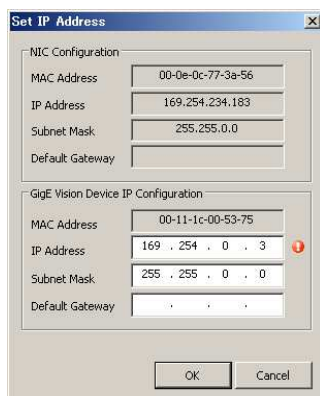 Set IP Address
NIC Configuration
MAC Address 00-0e-0c-77-3a-56
IP Address 169.254.234.183
Subnet Mask 255.255.0.0
Default Gateway
GigE Vision Device IP Configuration
MAC Address 00-11-1c-00-53-75
IP Address 169 . 254 . 0 . 3
Subnet Mask 255 . 255 . 0 . 0
Default Gateway . . .
OK Cancel